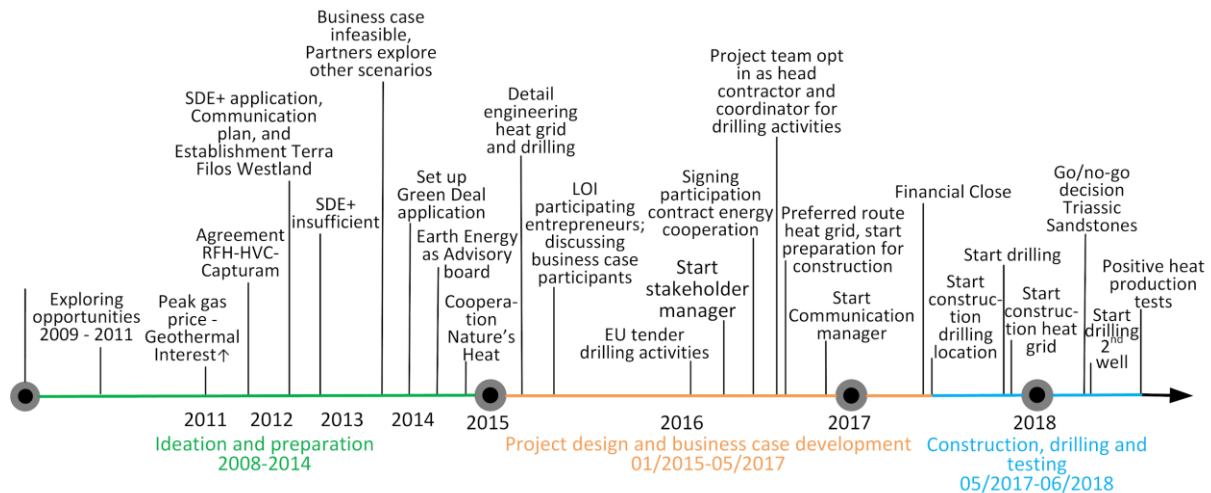 Exploring
opportunities
2009 - 2011
Peak gas
price -
Geothermal
Interest↑
Agreement
RFH-HVC-
Capturam
SDE+ application,
Communication
plan, and
Establishment Terra
Filos Westland
SDE+
insufficient
Business case
infeasible,
Partners explore
other scenarios
Set up
Green Deal
application
Earth Energy
as Advisory
board
Coopera-
tion
Nature's
Heat
Detail
engineering
heat grid
and drilling
LOI
participating
entrepreneurs;
discussing
business case
participants
EU tender
drilling activities
Start
stakeholder
manager
Signing
participation
contract energy
cooperation
Project team opt
in as head
contractor and
coordinator for
drilling activities
Preferred route
heat grid, start
preparation for
construction
Start
Communication
manager
Financial Close
Start
construc-
tion
drilling
location
Start drilling
Start
construc-
tion heat
grid
Go/no-go
decision
Triassic
Sandstones
Start
drilling
2nd
well
Positive heat
production
tests
2011
2012
2013
2014
2015
2016
2017
2018
Ideation and preparation
2008-2014
Project design and business case development
01/2015-05/2017
Construction, drilling and
testing
05/2017-06/2018